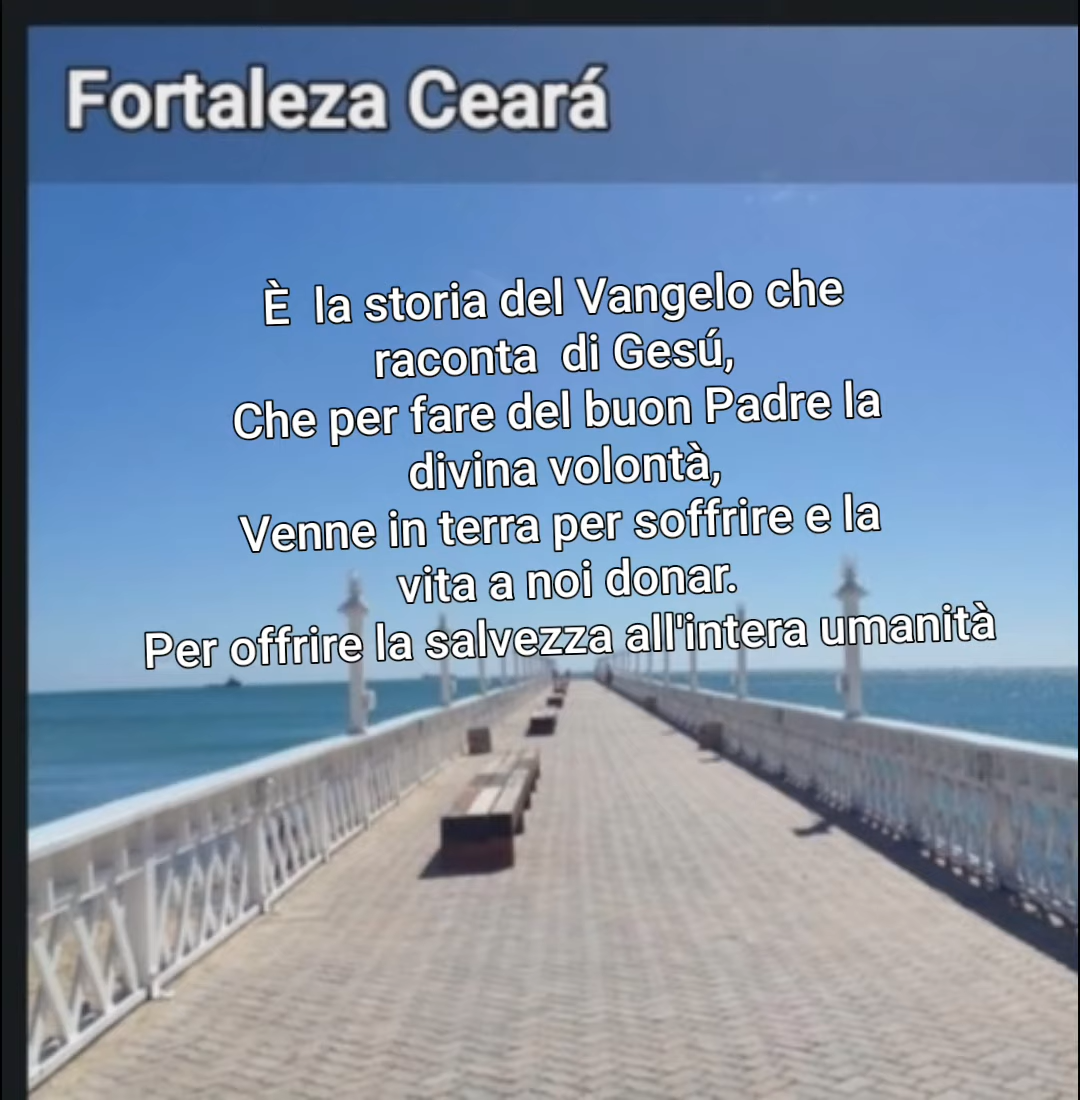 Fortaleza Ceará
È la storia del Vangelo che
raconta di Gesú,
Che per fare del buon Padre la
divina volontà,
Venne in terra per soffrire e la
vita a noi donar.
Per offrire la salvezza all'intera umanità